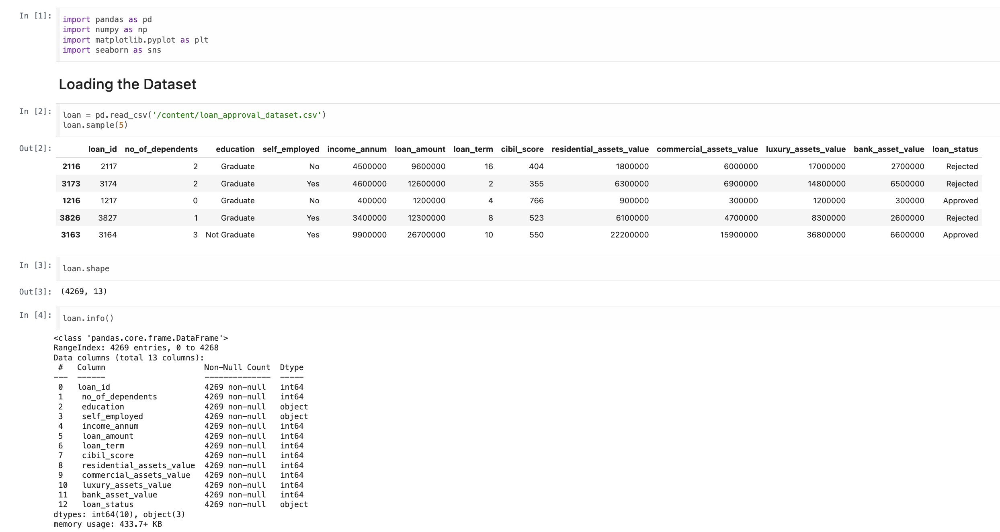 In [1]:
import pandas as pd
import numpy as np
import matplotlib.pyplot as plt
import seaborn as sns
Loading the Dataset
In [2]:
loan = pd.read_csv('/content/loan_approval_dataset.csv')
loan.sample(5)
Out[2]:
loan_id no_of_dependents education self_employed income_annum loan_amount loan_term cibil_score residential_assets_value commercial_assets_value luxury_assets_value bank_asset_value loan_status
2116 2117 2 Graduate No 4500000 9600000 16 404 1800000 6000000 17000000 2700000 Rejected
3173 3174 2 Graduate Yes 4600000 12600000 2 355 6300000 6900000 14800000 6500000 Rejected
1216 1217 0 Graduate No 400000 1200000 4 766 900000 300000 1200000 300000 Approved
3826 3827 1 Graduate Yes 3400000 12300000 8 523 6100000 4700000 8300000 2600000 Rejected
3163 3164 3 Not Graduate Yes 9900000 26700000 10 550 22200000 15900000 36800000 6600000 Approved
In [3]:
loan.shape
Out[3]:
(4269, 13)
In [4]:
loan.info()
<class 'pandas.core.frame.DataFrame'>
RangeIndex: 4269 entries, 0 to 4268
Data columns (total 13 columns):
 #   Column                     Non-Null Count  Dtype
---  ------                     --------------  -----
 0   loan_id                    4269 non-null   int64
 1    no_of_dependents          4269 non-null   int64
 2    education                 4269 non-null   object
 3    self_employed             4269 non-null   object
 4    income_annum              4269 non-null   int64
 5    loan_amount               4269 non-null   int64
 6    loan_term                 4269 non-null   int64
 7    cibil_score               4269 non-null   int64
 8    residential_assets_value  4269 non-null   int64
 9    commercial_assets_value   4269 non-null   int64
 10   luxury_assets_value       4269 non-null   int64
 11   bank_asset_value          4269 non-null   int64
 12   loan_status               4269 non-null   object
dtypes: int64(10), object(3)
memory usage: 433.7+ KB